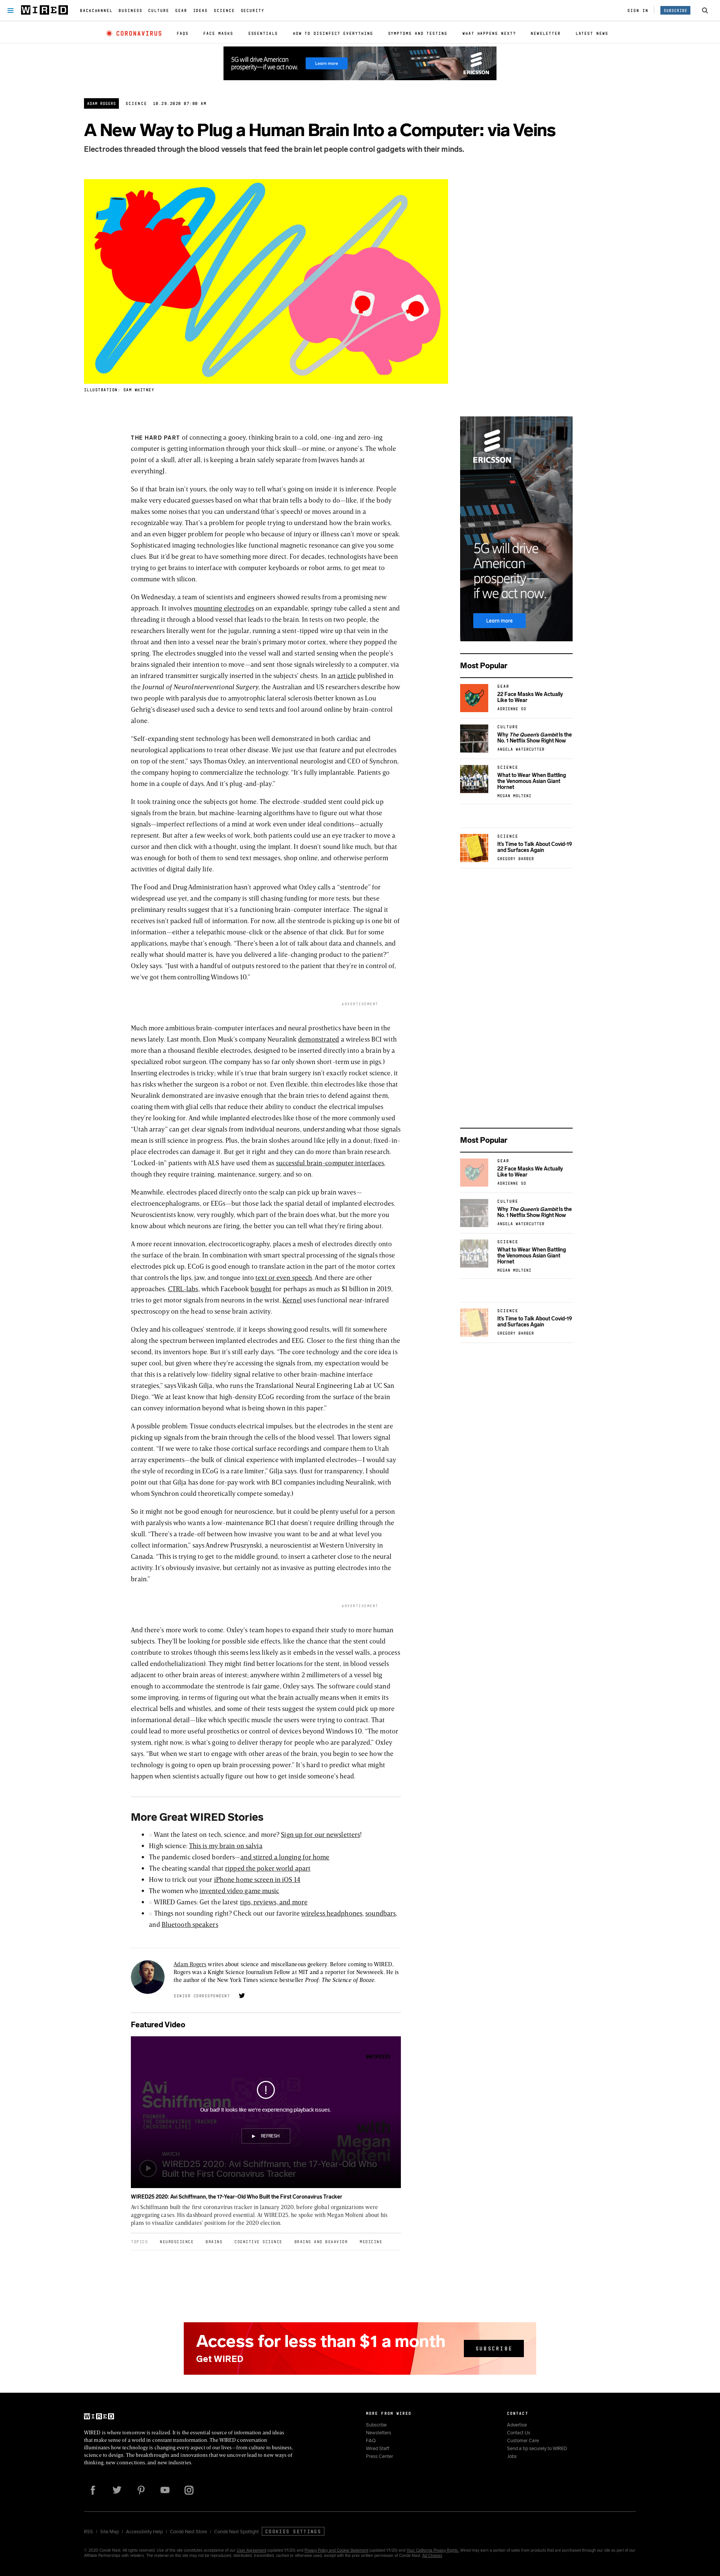 WIRED
BACKCHANNEL BUSINESS CULTURE GEAR IDEAS SCIENCE SECURITY
SIGN IN
SUBSCRIBE
CORONAVIRUS FAQS FACE MASKS ESSENTIALS HOW TO DISINFECT EVERYTHING SYMPTOMS AND TESTING WHAT HAPPENS NEXT? NEWSLETTER LATEST NEWS
5G will drive American
prosperity—if we act now.
Learn more
ERICSSON
ADAM ROGERS SCIENCE 10.29.2020 07:00 AM
A New Way to Plug a Human Brain Into a Computer: via Veins
Electrodes threaded through the blood vessels that feed the brain let people control gadgets with their minds.
ILLUSTRATION: SAM WHITNEY
THE HARD PART of connecting a gooey, thinking brain to a cold, one-ing and zero-ing
computer is getting information through your thick skull—or mine, or anyone's. The whole
point of a skull, after all, is keeping a brain safely separate from [waves hands at
everything].
So if that brain isn't yours, the only way to tell what's going on inside it is inference. People
make very educated guesses based on what that brain tells a body to do—like, if the body
makes some noises that you can understand (that's speech) or moves around in a
recognizable way. That's a problem for people trying to understand how the brain works,
and an even bigger problem for people who because of injury or illness can't move or speak.
Sophisticated imaging technologies like functional magnetic resonance can give you some
clues. But it'd be great to have something more direct. For decades, technologists have been
trying to get brains to interface with computer keyboards or robot arms, to get meat to
commune with silicon.
On Wednesday, a team of scientists and engineers showed results from a promising new
approach. It involves mounting electrodes on an expandable, springy tube called a stent and
threading it through a blood vessel that leads to the brain. In tests on two people, the
researchers literally went for the jugular, running a stent-tipped wire up that vein in the
throat and then into a vessel near the brain's primary motor cortex, where they popped the
spring. The electrodes snuggled into the vessel wall and started sensing when the people's
brains signaled their intention to move—and sent those signals wirelessly to a computer, via
an infrared transmitter surgically inserted in the subjects' chests. In an article published in
the Journal of NeuroInterventional Surgery, the Australian and US researchers describe how
two people with paralysis due to amyotrophic lateral sclerosis (better known as Lou
Gehrig's disease) used such a device to send texts and fool around online by brain-control
alone.
“Self-expanding stent technology has been well demonstrated in both cardiac and
neurological applications to treat other disease. We just use that feature and put electrodes
on top of the stent,” says Thomas Oxley, an interventional neurologist and CEO of Synchron,
the company hoping to commercialize the technology. “It's fully implantable. Patients go
home in a couple of days. And it's plug-and-play.”
It took training once the subjects got home. The electrode-studded stent could pick up
signals from the brain, but machine-learning algorithms have to figure out what those
signals—imperfect reflections of a mind at work, even under ideal conditions—actually
represent. But after a few weeks of work, both patients could use an eye tracker to move a
cursor and then click with a thought, using the implant. It doesn't sound like much, but that
was enough for both of them to send text messages, shop online, and otherwise perform
activities of digital daily life.
The Food and Drug Administration hasn't approved what Oxley calls a “stentrode” for
widespread use yet, and the company is still chasing funding for more tests, but these
preliminary results suggest that it's a functioning brain-computer interface. The signal it
receives isn't packed full of information. For now, all the stentrode is picking up is one bit of
information—either a telepathic mouse-click or the absence of that click. But for some
applications, maybe that's enough. “There's been a lot of talk about data and channels, and
really what should matter is, have you delivered a life-changing product to the patient?”
Oxley says. “Just with a handful of outputs restored to the patient that they're in control of,
we've got them controlling Windows 10.”
ADVERTISEMENT
Much more ambitious brain-computer interfaces and neural prosthetics have been in the
news lately. Last month, Elon Musk's company Neuralink demonstrated a wireless BCI with
more than a thousand flexible electrodes, designed to be inserted directly into a brain by a
specialized robot surgeon. (The company has so far only shown short-term use in pigs.)
Inserting electrodes is tricky; while it's true that brain surgery isn't exactly rocket science, it
has risks whether the surgeon is a robot or not. Even flexible, thin electrodes like those that
Neuralink demonstrated are invasive enough that the brain tries to defend against them,
coating them with glial cells that reduce their ability to conduct the electrical impulses
they're looking for. And while implanted electrodes like those of the more commonly used
“Utah array” can get clear signals from individual neurons, understanding what those signals
mean is still science in progress. Plus, the brain sloshes around like jelly in a donut; fixed-in-
place electrodes can damage it. But get it right and they can do more than brain research.
“Locked-in” patients with ALS have used them as successful brain-computer interfaces,
though they require training, maintenance, surgery, and so on.
Meanwhile, electrodes placed directly onto the scalp can pick up brain waves—
electroencephalograms, or EEGs—but those lack the spatial detail of implanted electrodes.
Neuroscientists know, very roughly, which part of the brain does what, but the more you
know about which neurons are firing, the better you can tell what they're firing about.
A more recent innovation, electrocorticography, places a mesh of electrodes directly onto
the surface of the brain. In combination with smart spectral processing of the signals those
electrodes pick up, ECoG is good enough to translate action in the part of the motor cortex
that controls the lips, jaw, and tongue into text or even speech. And there are other
approaches. CTRL-labs, which Facebook bought for perhaps as much as $1 billion in 2019,
tries to get motor signals from neurons in the wrist. Kernel uses functional near-infrared
spectroscopy on the head to sense brain activity.
Oxley and his colleagues' stentrode, if it keeps showing good results, will fit somewhere
along the spectrum between implanted electrodes and EEG. Closer to the first thing than the
second, its inventors hope. But it's still early days. “The core technology and the core idea is
super cool, but given where they're accessing the signals from, my expectation would be
that this is a relatively low-fidelity signal relative to other brain-machine interface
strategies,” says Vikash Gilja, who runs the Translational Neural Engineering Lab at UC San
Diego. “We at least know that high-density ECoG recording from the surface of the brain
can convey information beyond what is being shown in this paper.”
A possible problem: Tissue conducts electrical impulses, but the electrodes in the stent are
picking up signals from the brain through the cells of the blood vessel. That lowers signal
content. “If we were to take those cortical surface recordings and compare them to Utah
array experiments—the bulk of clinical experience with implanted electrodes—I would say
the style of recording in ECoG is a rate limiter,” Gilja says. (Just for transparency, I should
point out that Gilja has done for-pay work with BCI companies including Neuralink, with
whom Synchron could theoretically compete someday.)
So it might not be good enough for neuroscience, but it could be plenty useful for a person
with paralysis who wants a low-maintenance BCI that doesn't require drilling through the
skull. “There's a trade-off between how invasive you want to be and at what level you
collect information,” says Andrew Pruszynski, a neuroscientist at Western University in
Canada. “This is trying to get to the middle ground, to insert a catheter close to the neural
activity. It's obviously invasive, but certainly not as invasive as putting electrodes into the
brain.”
ADVERTISEMENT
And there's more work to come. Oxley's team hopes to expand their study to more human
subjects. They'll be looking for possible side effects, like the chance that the stent could
contribute to strokes (though this seems less likely as it embeds in the vessel walls, a process
called endothelialization). They might find better locations for the stent, in blood vessels
adjacent to other brain areas of interest; anywhere within 2 millimeters of a vessel big
enough to accommodate the stentrode is fair game, Oxley says. The software could stand
some improving, in terms of figuring out what the brain actually means when it rings its
electrical bells and whistles, and some of their tests suggest the system could pick up more
informational detail—like which specific muscle the users were trying to contract. That
could lead to more useful prosthetics or control of devices beyond Windows 10. “The motor
system, right now, is what's going to deliver therapy for people who are paralyzed,” Oxley
says. “But when we start to engage with other areas of the brain, you begin to see how the
technology is going to open up brain processing power.” It's hard to predict what might
happen when scientists actually figure out how to get inside someone's head.
More Great WIRED Stories
Want the latest on tech, science, and more? Sign up for our newsletters!
High science: This is my brain on salvia
The pandemic closed borders—and stirred a longing for home
The cheating scandal that ripped the poker world apart
How to trick out your iPhone home screen in iOS 14
The women who invented video game music
WIRED Games: Get the latest tips, reviews, and more
Things not sounding right? Check out our favorite wireless headphones, soundbars,
and Bluetooth speakers
Adam Rogers writes about science and miscellaneous geekery. Before coming to WIRED,
Rogers was a Knight Science Journalism Fellow at MIT and a reporter for Newsweek. He is
the author of the New York Times science bestseller Proof: The Science of Booze.
SENIOR CORRESPONDENT
Featured Video
Avi
Schiffmann
Our bad! It looks like we're experiencing playback issues.
REFRESH
Megan
Molteni
WATCH
WIRED25 2020: Avi Schiffmann, the 17-Year-Old Who
Built the First Coronavirus Tracker
WIRED25 2020: Avi Schiffmann, the 17-Year-Old Who Built the First Coronavirus Tracker
Avi Schiffmann built the first coronavirus tracker in January 2020, before global organizations were
aggregating cases. His dashboard proved essential. At WIRED25, he spoke with Megan Molteni about his
plans to visualize candidates' positions for the 2020 election.
TOPICS NEUROSCIENCE BRAINS COGNITIVE SCIENCE BRAINS AND BEHAVIOR MEDICINE
ERICSSON
5G will drive
American
prosperity—
if we act now.
Learn more
Most Popular
GEAR
22 Face Masks We Actually
Like to Wear
ADRIENNE SO
CULTURE
Why The Queen's Gambit Is the
No. 1 Netflix Show Right Now
ANGELA WATERCUTTER
SCIENCE
What to Wear When Battling
the Venomous Asian Giant
Hornet
MEGAN MOLTENI
SCIENCE
It's Time to Talk About Covid-19
and Surfaces Again
GREGORY BARBER
Most Popular
GEAR
22 Face Masks We Actually
Like to Wear
ADRIENNE SO
CULTURE
Why The Queen's Gambit Is the
No. 1 Netflix Show Right Now
ANGELA WATERCUTTER
SCIENCE
What to Wear When Battling
the Venomous Asian Giant
Hornet
MEGAN MOLTENI
SCIENCE
It's Time to Talk About Covid-19
and Surfaces Again
GREGORY BARBER
Access for less than $1 a month
Get WIRED
SUBSCRIBE
WIRED
WIRED is where tomorrow is realized. It is the essential source of information and ideas
that make sense of a world in constant transformation. The WIRED conversation
illuminates how technology is changing every aspect of our lives—from culture to business,
science to design. The breakthroughs and innovations that we uncover lead to new ways of
thinking, new connections, and new industries.
MORE FROM WIRED
Subscribe
Newsletters
FAQ
Wired Staff
Press Center
CONTACT
Advertise
Contact Us
Customer Care
Send a tip securely to WIRED
Jobs
RSS | Site Map | Accessibility Help | Condé Nast Store | Condé Nast Spotlight COOKIES SETTINGS
© 2020 Condé Nast. All rights reserved. Use of this site constitutes acceptance of our User Agreement (updated 1/1/20) and Privacy Policy and Cookie Statement (updated 1/1/20) and Your California Privacy Rights. Wired may earn a portion of sales from products that are purchased through our site as part of our
Affiliate Partnerships with retailers. The material on this site may not be reproduced, distributed, transmitted, cached or otherwise used, except with the prior written permission of Condé Nast. Ad Choices